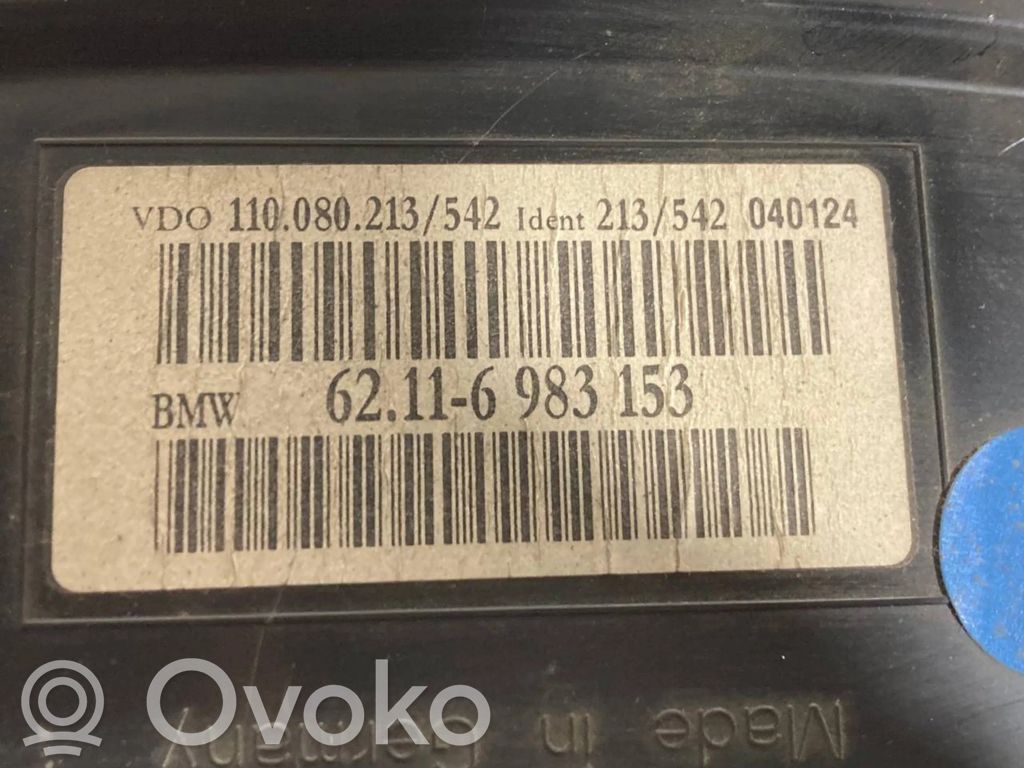 VDO 110.080.213/542 Ident 213/542 040124
BMW 62.11-6 983 153
Made in Germany
Ovoko